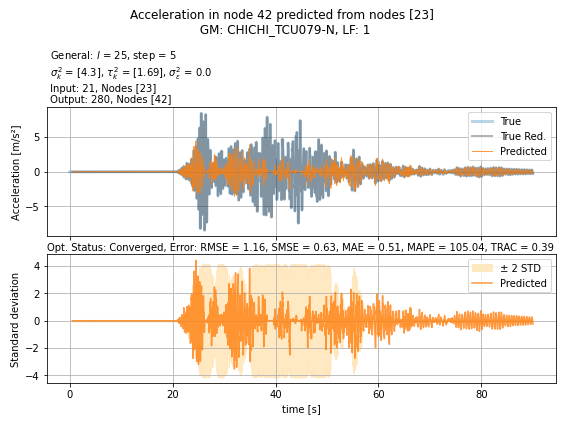 Acceleration in node 42 predicted from nodes [23]
GM: CHICHI_TCU079-N, LF: 1
General: l = 25, step = 5
σ²ₖ = [4.3], τ²ₖ = [1.69], σ²ε = 0.0
Input: 21, Nodes [23]
Output: 280, Nodes [42]
Acceleration [m/s²]
5
0
−5
True
True Red.
Predicted
Opt. Status: Converged, Error: RMSE = 1.16, SMSE = 0.63, MAE = 0.51, MAPE = 105.04, TRAC = 0.39
Standard deviation
4
2
0
−2
−4
± 2 STD
Predicted
0 20 40 60 80
time [s]